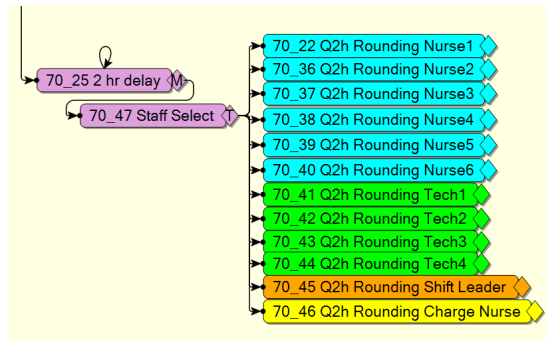 70_25 2 hr delay M
70_47 Staff Select T
70_22 Q2h Rounding Nurse1
70_36 Q2h Rounding Nurse2
70_37 Q2h Rounding Nurse3
70_38 Q2h Rounding Nurse4
70_39 Q2h Rounding Nurse5
70_40 Q2h Rounding Nurse6
70_41 Q2h Rounding Tech1
70_42 Q2h Rounding Tech2
70_43 Q2h Rounding Tech3
70_44 Q2h Rounding Tech4
70_45 Q2h Rounding Shift Leader
70_46 Q2h Rounding Charge Nurse